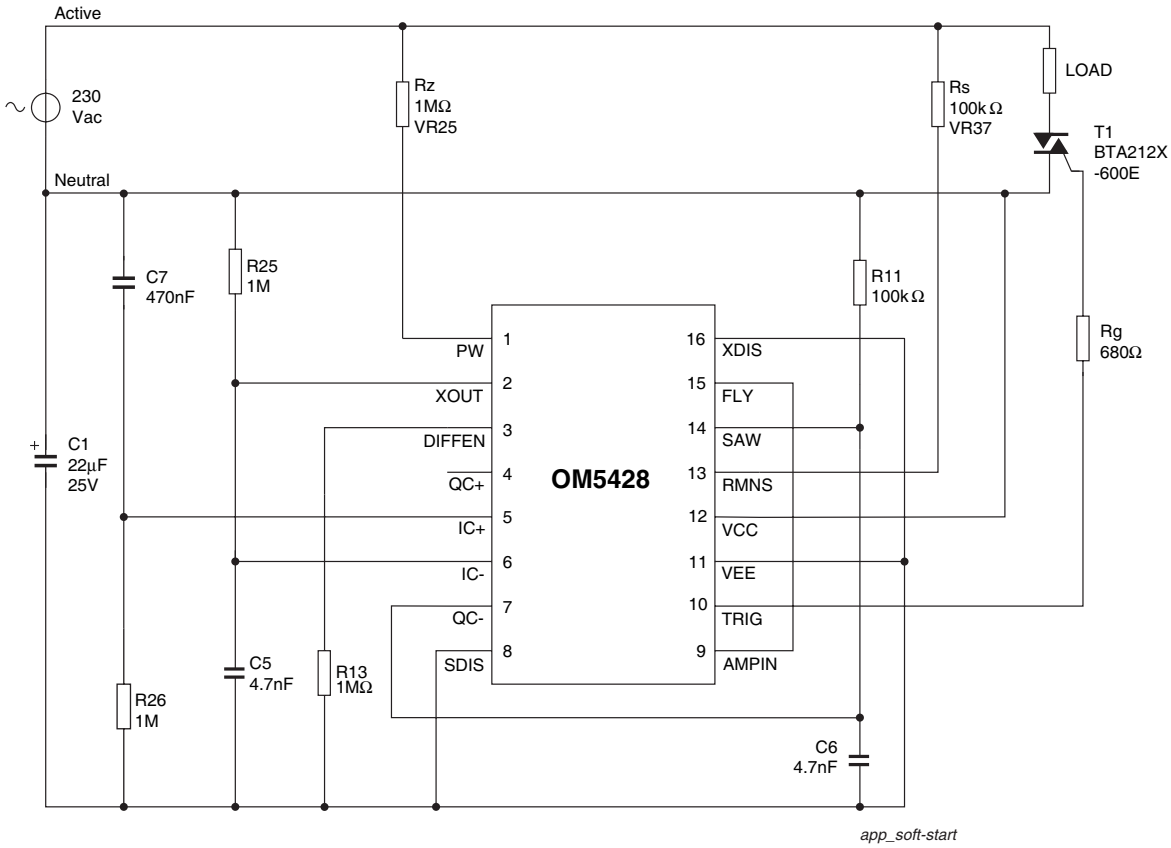 Active
230
Vac
Neutral
Rz
1MΩ
VR25
Rs
100kΩ
VR37
LOAD
T1
BTA212X
-600E
C7
470nF
R25
1M
R11
100kΩ
Rg
680Ω
+
C1
22µF
25V
OM5428
1
PW
2
XOUT
3
DIFFEN
4
QC+
5
IC+
6
IC-
7
QC-
8
SDIS
16
XDIS
15
FLY
14
SAW
13
RMNS
12
VCC
11
VEE
10
TRIG
9
AMPIN
R26
1M
C5
4.7nF
R13
1MΩ
C6
4.7nF
app_soft-start